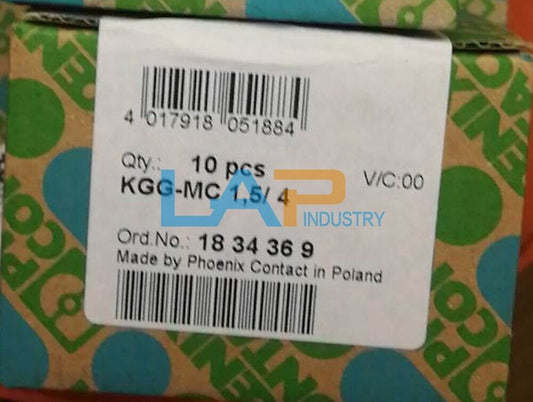 4 017918 051884
Qty.: 10 pcs
V/C:00
KGG-MC 1,5/ 4
LAP
INDUSTRY
Ord.No.: 18 34 36 9
Made by Phoenix Contact in Poland